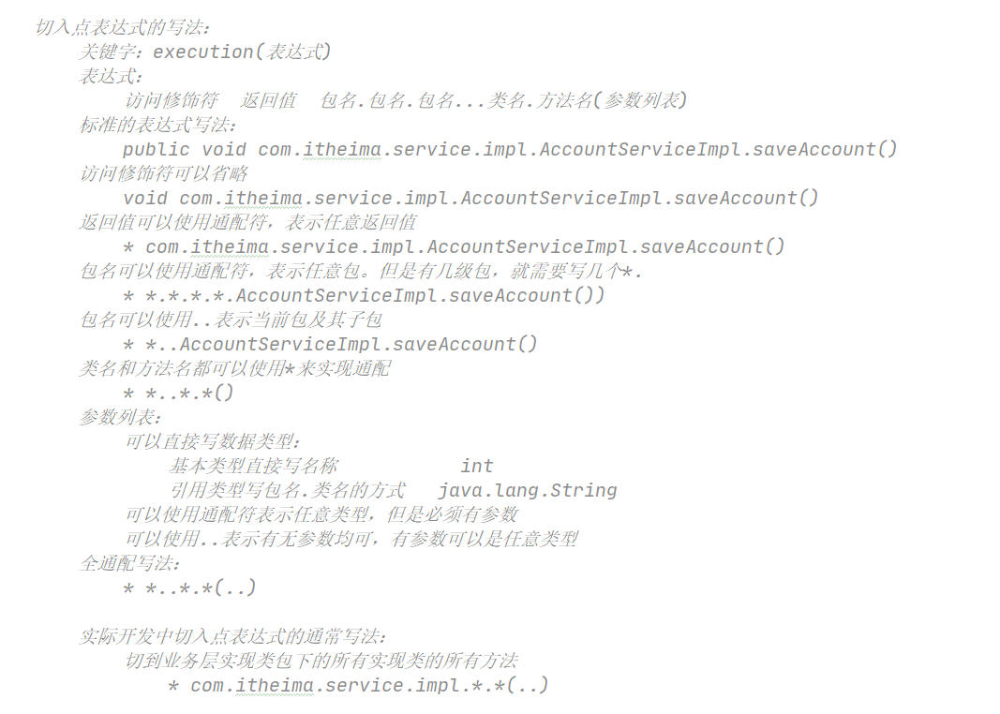 切入点表达式的写法:
关键字: execution(表达式)
表达式:
访问修饰符  返回值  包名.包名.包名...类名.方法名(参数列表)
标准的表达式写法:
public void com.itheima.service.impl.AccountServiceImpl.saveAccount()
访问修饰符可以省略
void com.itheima.service.impl.AccountServiceImpl.saveAccount()
返回值可以使用通配符，表示任意返回值
* com.itheima.service.impl.AccountServiceImpl.saveAccount()
包名可以使用通配符，表示任意包。但是有几级包，就需要写几个*.
* *.*.*.*.AccountServiceImpl.saveAccount())
包名可以使用..表示当前包及其子包
* *..AccountServiceImpl.saveAccount()
类名和方法名都可以使用*来实现通配
* *..*.*()
参数列表:
可以直接写数据类型:
基本类型直接写名称           int
引用类型写包名.类名的方式   java.lang.String
可以使用通配符表示任意类型，但是必须有参数
可以使用..表示有无参数均可，有参数可以是任意类型
全通配写法:
* *..*.*(..)
实际开发中切入点表达式的通常写法:
切到业务层实现类包下的所有实现类的所有方法
* com.itheima.service.impl.*.*(..)